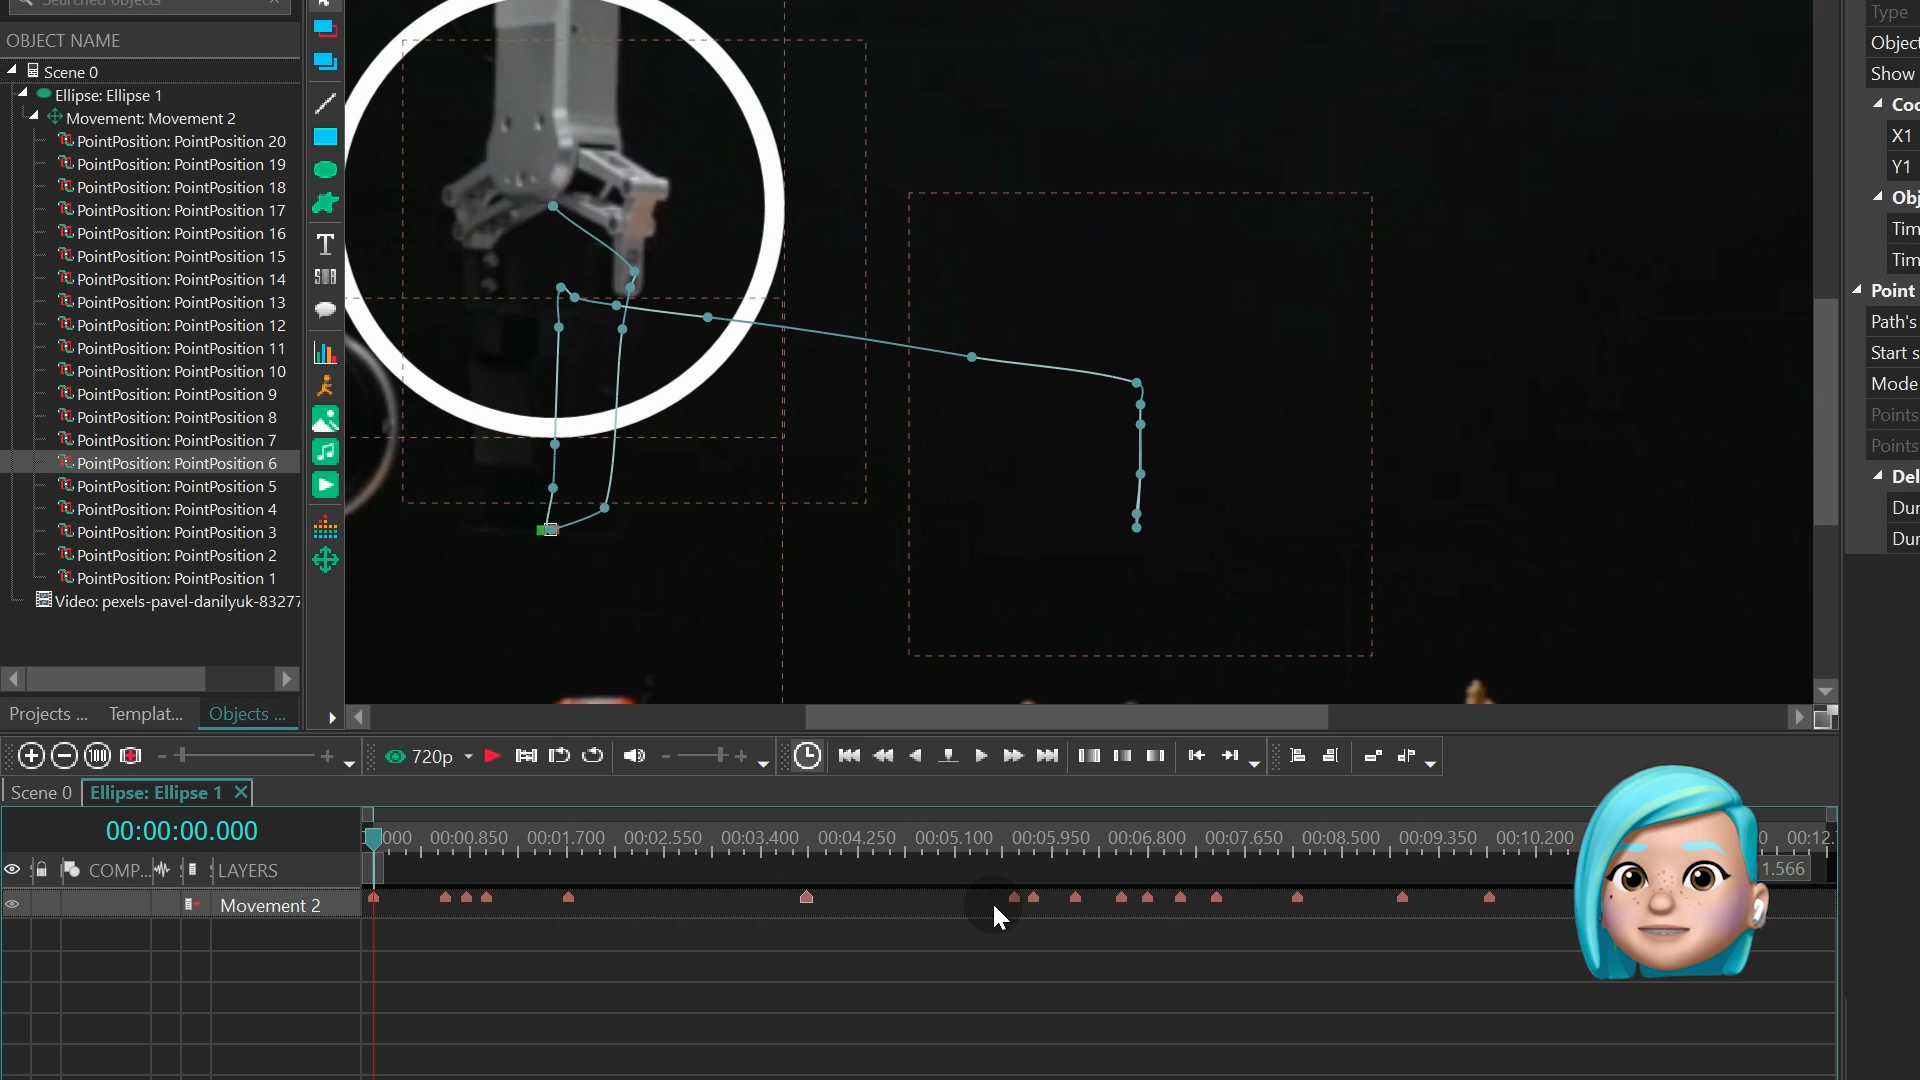 Searched objects
OBJECT NAME
Scene 0
Ellipse: Ellipse 1
Movement: Movement 2
PointPosition: PointPosition 20
PointPosition: PointPosition 19
PointPosition: PointPosition 18
PointPosition: PointPosition 17
PointPosition: PointPosition 16
PointPosition: PointPosition 15
PointPosition: PointPosition 14
PointPosition: PointPosition 13
PointPosition: PointPosition 12
PointPosition: PointPosition 11
PointPosition: PointPosition 10
PointPosition: PointPosition 9
PointPosition: PointPosition 8
PointPosition: PointPosition 7
PointPosition: PointPosition 6
PointPosition: PointPosition 5
PointPosition: PointPosition 4
PointPosition: PointPosition 3
PointPosition: PointPosition 2
PointPosition: PointPosition 1
Video: pexels-pavel-danilyuk-83277
Projects ... Templat... Objects ...
T
Type
Object
Show
Coo
X1
Y1
Obj
Tim
Tim
Point
Path's
Start s
Mode
Points
Points
Del
Dur
Dur
720p
Scene 0 Ellipse: Ellipse 1
00:00:00.000
000 00:00.850 00:01.700 00:02.550 00:03.400 00:04.250 00:05.100 00:05.950 00:06.800 00:07.650 00:08.500 00:09.350 00:10.200 0 00:12.
COMP... LAYERS
1.566
Movement 2